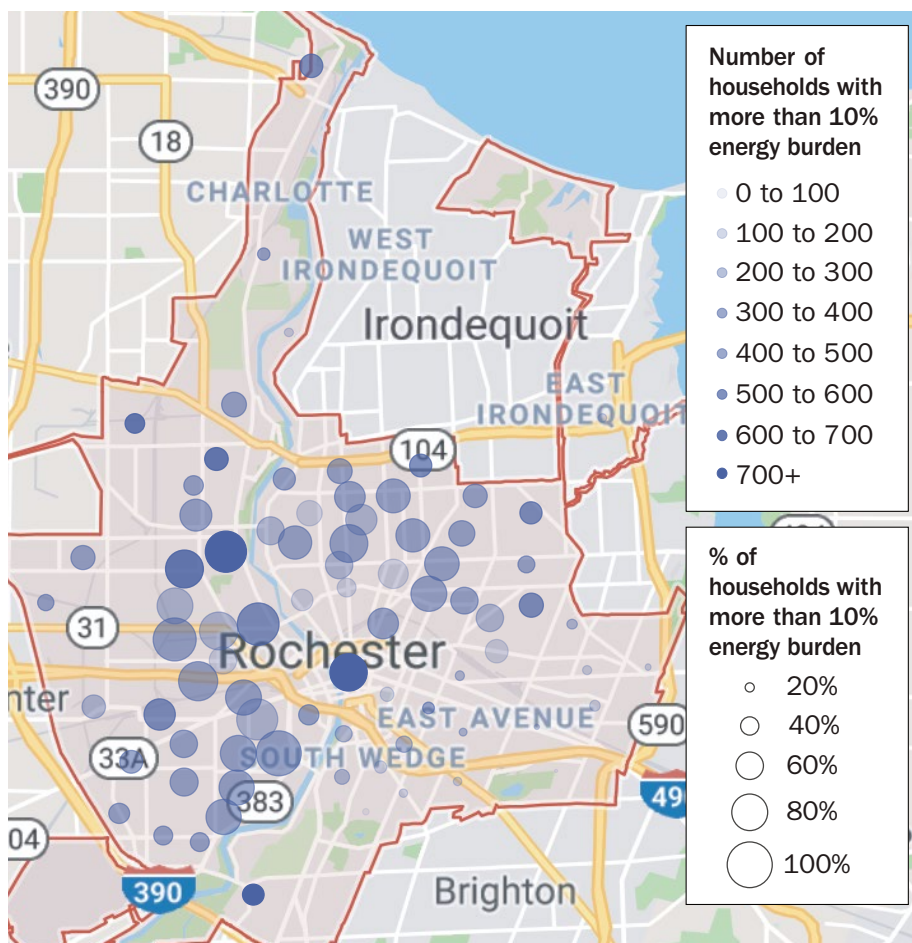 390
18
CHARLOTTE
WEST
IRONDEQUOIT
Irondequoit
EAST
IRONDEQUOIT
104
31
Rochester
nter
EAST AVENUE
590
33A
SOUTH WEDGE
383
49
04
390
Brighton
Number of
households with
more than 10%
energy burden
0 to 100
100 to 200
200 to 300
300 to 400
400 to 500
500 to 600
600 to 700
700+
% of
households with
more than 10%
energy burden
20%
40%
60%
80%
100%